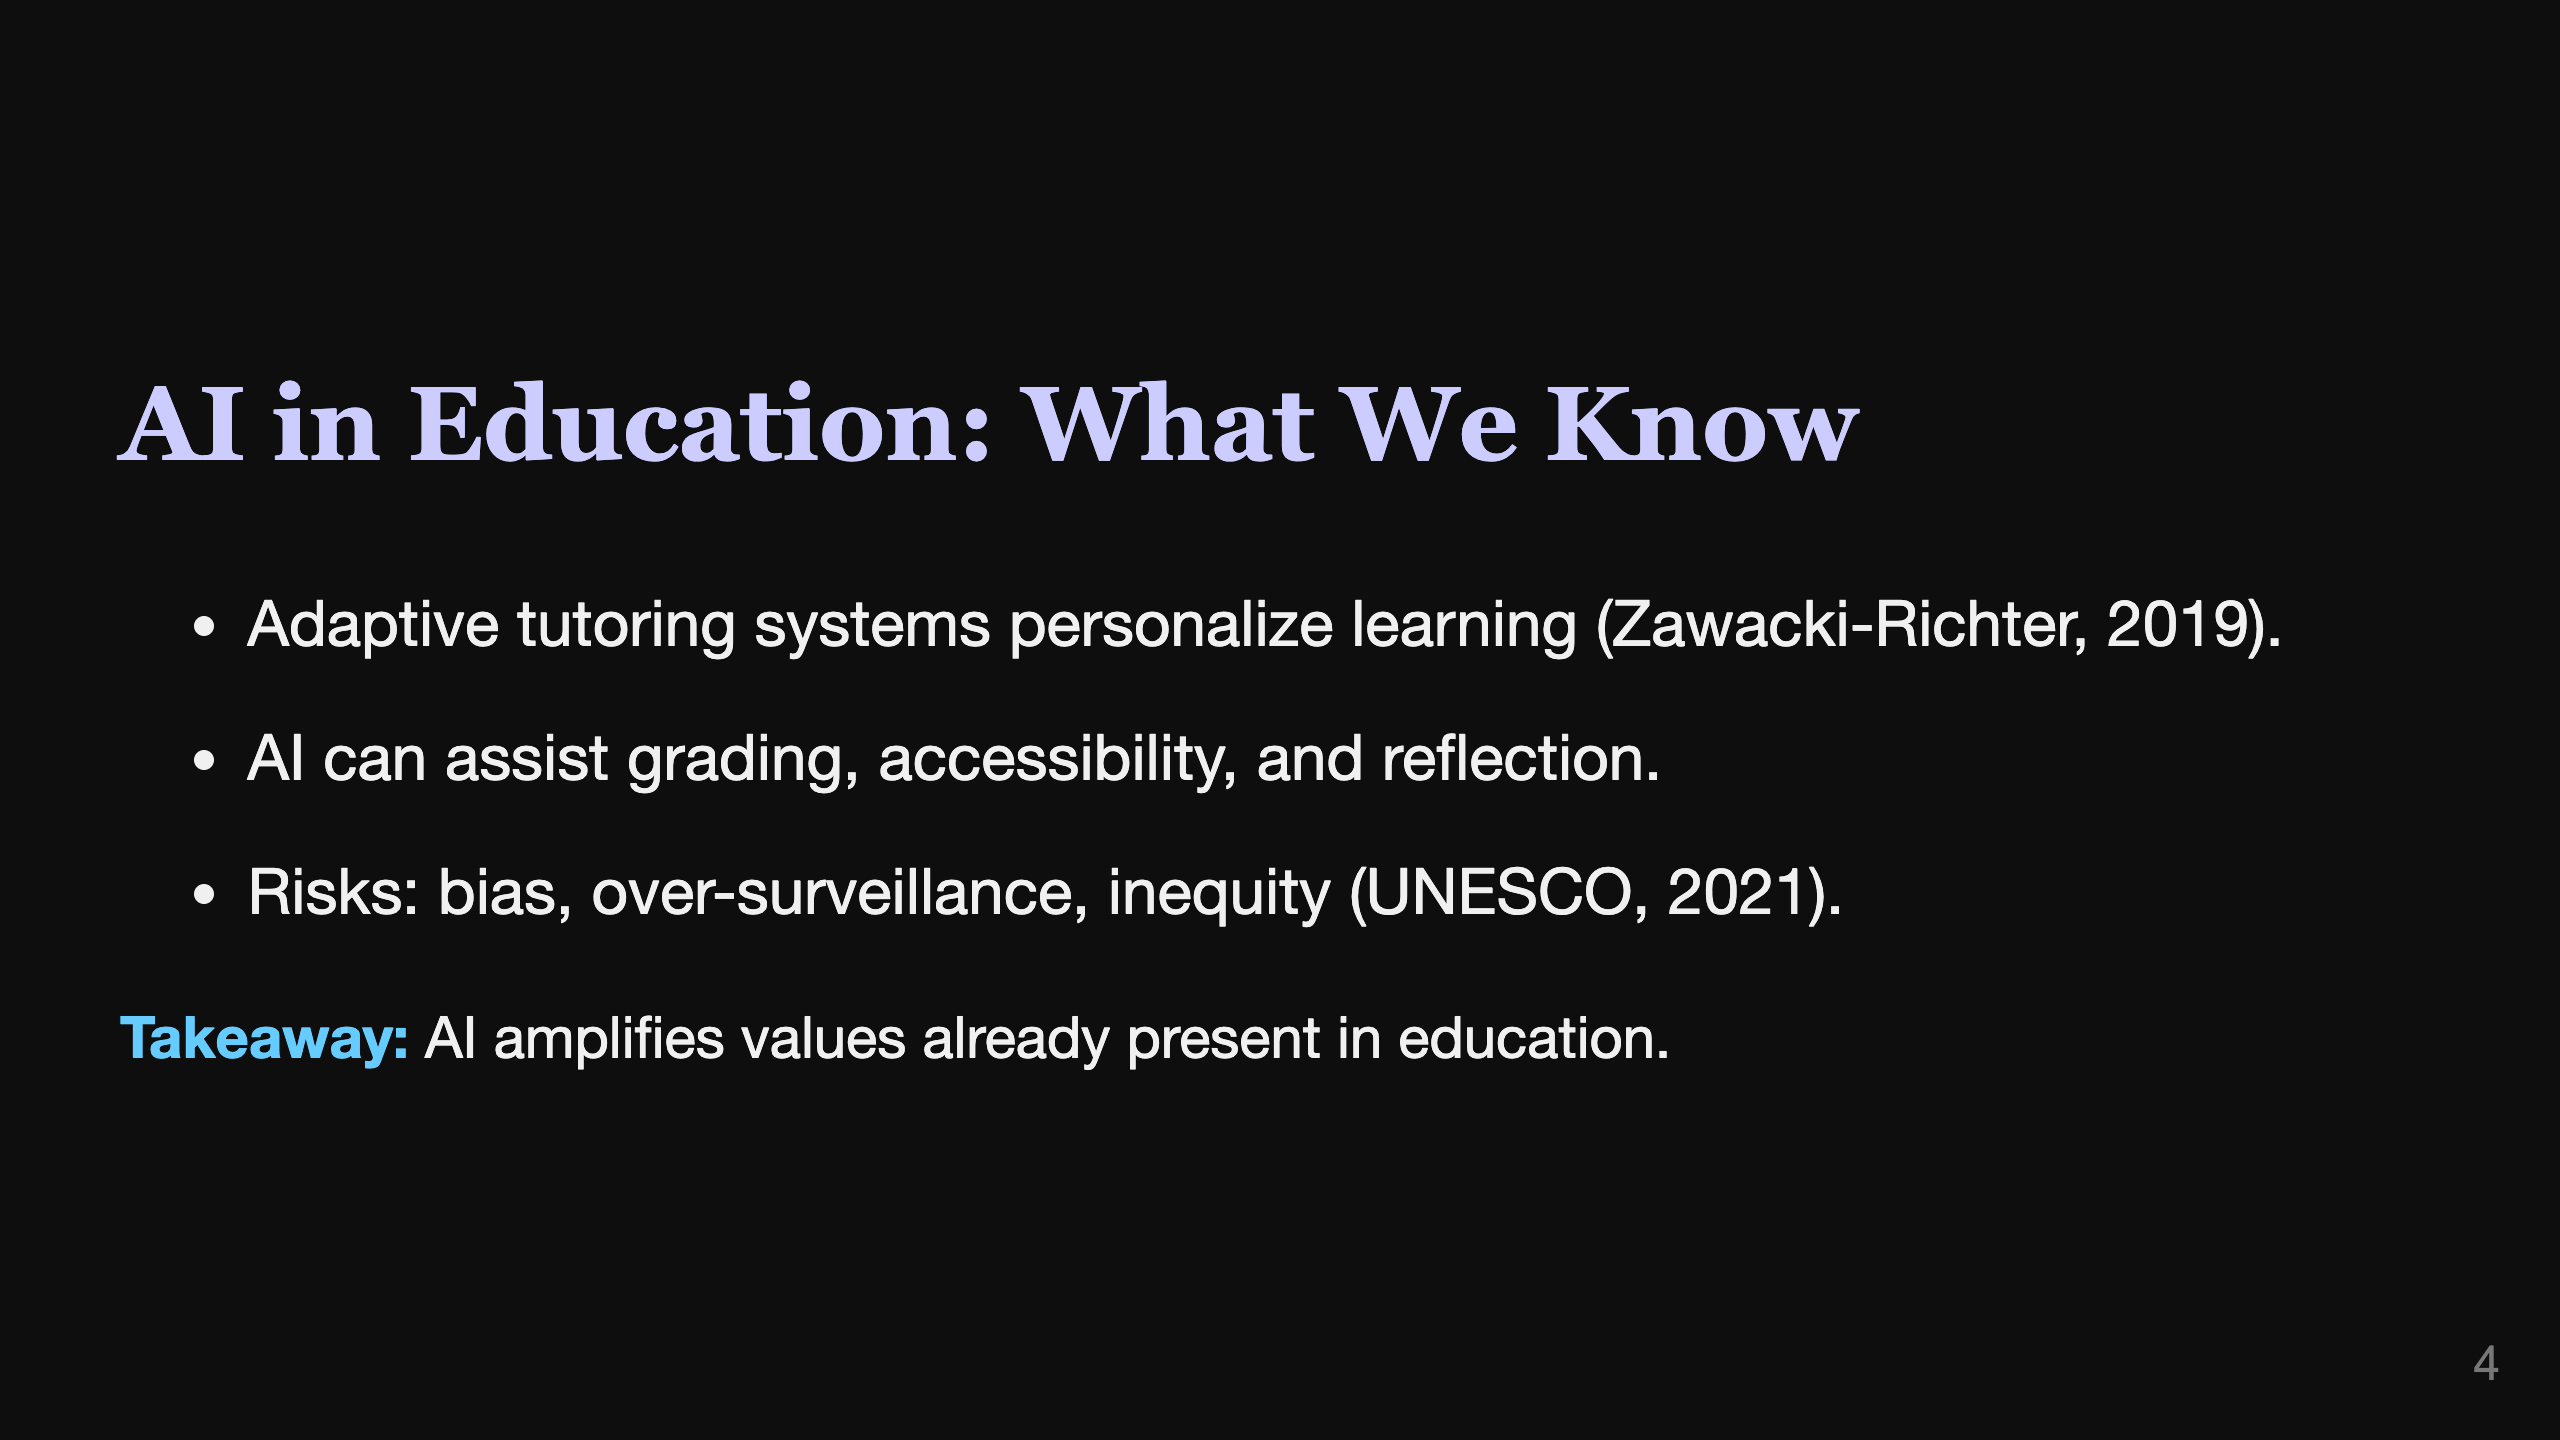 AI in Education: What We Know
• Adaptive tutoring systems personalize learning (Zawacki-Richter, 2019).
• AI can assist grading, accessibility, and reflection.
• Risks: bias, over-surveillance, inequity (UNESCO, 2021).
Takeaway: AI amplifies values already present in education.
4